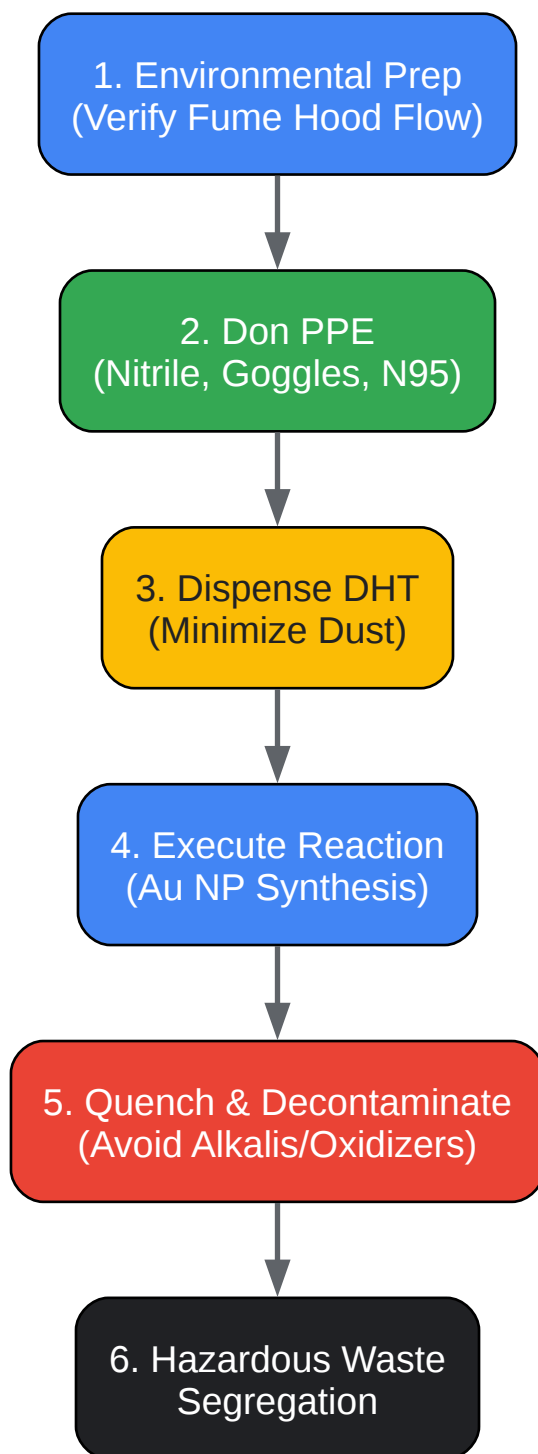 1. Environmental Prep
(Verify Fume Hood Flow)
2. Don PPE
(Nitrile, Goggles, N95)
3. Dispense DHT
(Minimize Dust)
4. Execute Reaction
(Au NP Synthesis)
5. Quench & Decontaminate
(Avoid Alkalis/Oxidizers)
6. Hazardous Waste
Segregation